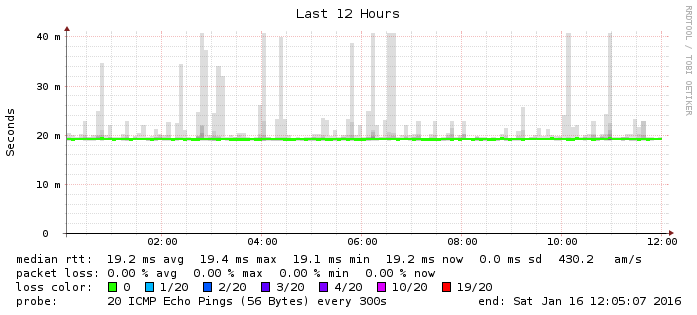 Last 12 Hours
RRDTOOL / TOBI OETIKER
Seconds
40 m
30 m
20 m
10 m
0
02:00 04:00 06:00 08:00 10:00 12:00
median rtt: 19.2 ms avg 19.4 ms max 19.1 ms min 19.2 ms now 0.0 ms sd 430.2 am/s
packet loss: 0.00 % avg 0.00 % max 0.00 % min 0.00 % now
loss color: 0 1/20 2/20 3/20 4/20 10/20 19/20
probe: 20 ICMP Echo Pings (56 Bytes) every 300s end: Sat Jan 16 12:05:07 2016